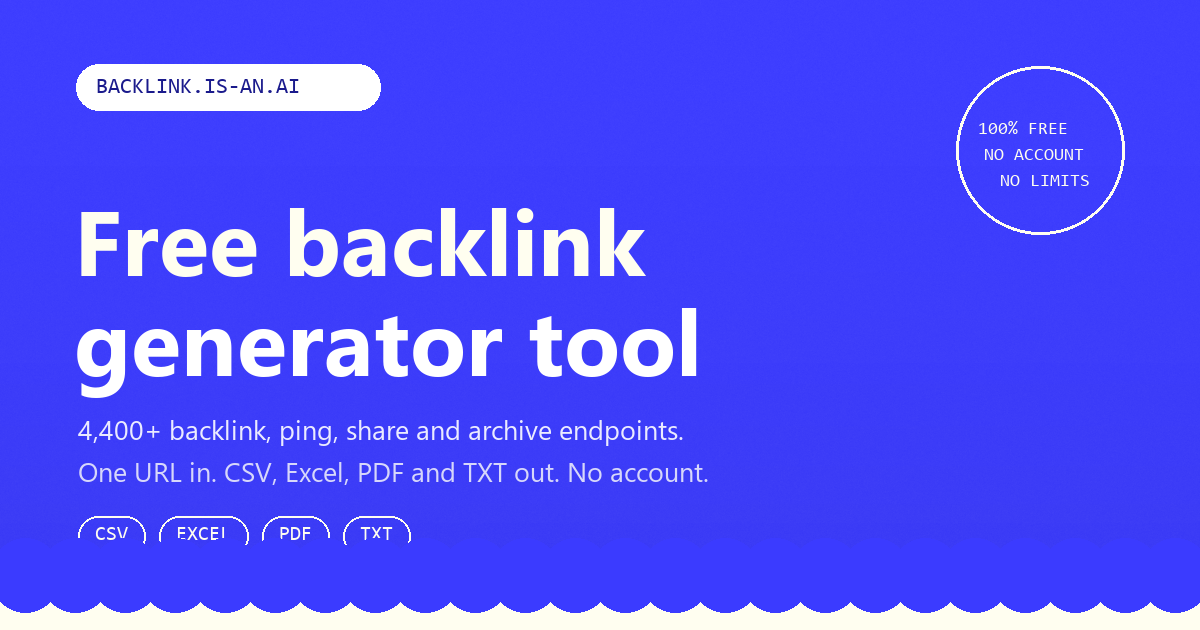 BACKLINK.IS-AN.AI
100% FREE
NO ACCOUNT
NO LIMITS
Free backlink
generator tool
4,400+ backlink, ping, share and archive endpoints.
One URL in. CSV, Excel, PDF and TXT out. No account.
CSV
EXCEL
PDF
TXT